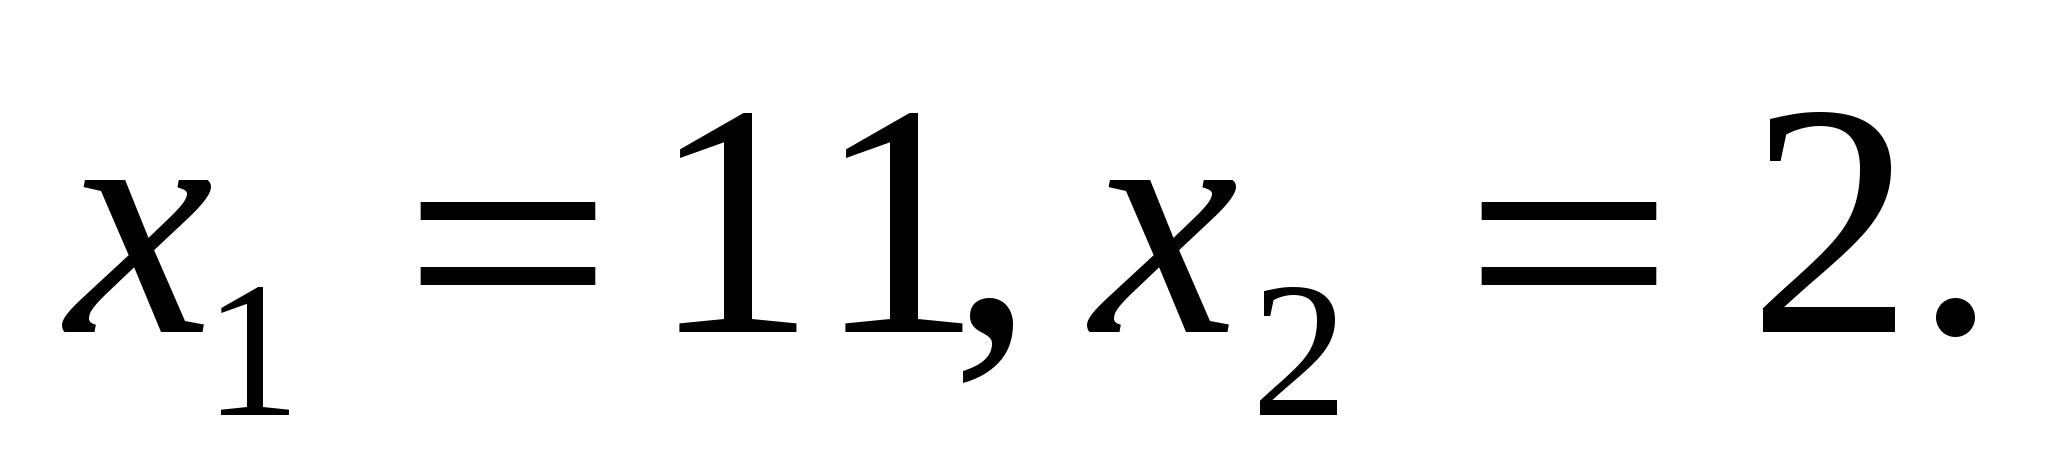 x₁ = 11, x₂ = 2.